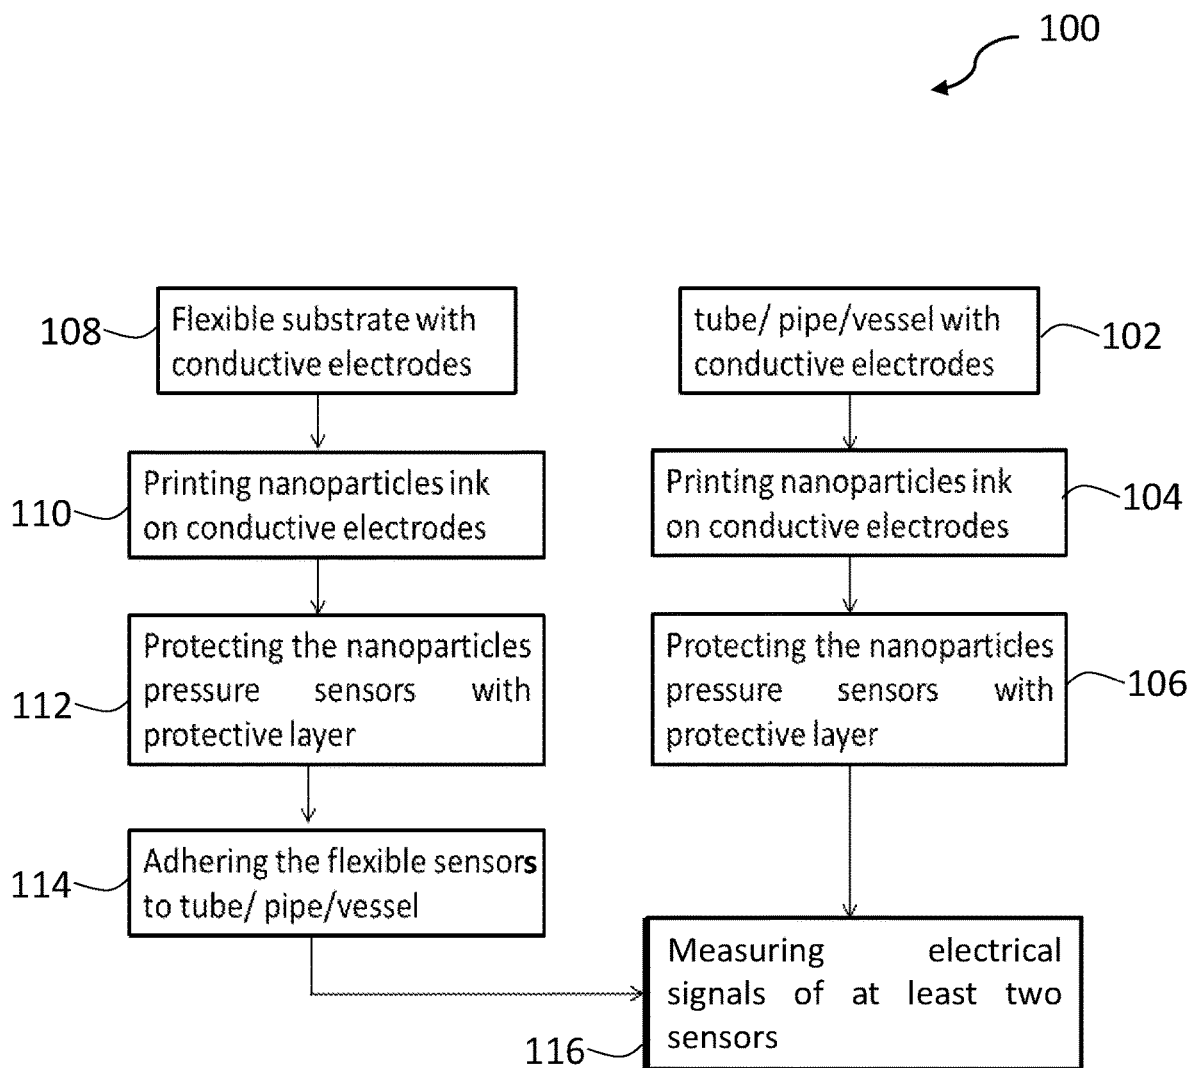 100
108
Flexible substrate with
conductive electrodes
110
Printing nanoparticles ink
on conductive electrodes
112
Protecting the nanoparticles
pressure sensors with
protective layer
114
Adhering the flexible sensors
to tube/ pipe/vessel
tube/ pipe/vessel with
conductive electrodes
102
Printing nanoparticles ink
on conductive electrodes
104
Protecting the nanoparticles
pressure sensors with
protective layer
106
Measuring electrical
signals of at least two
sensors
116